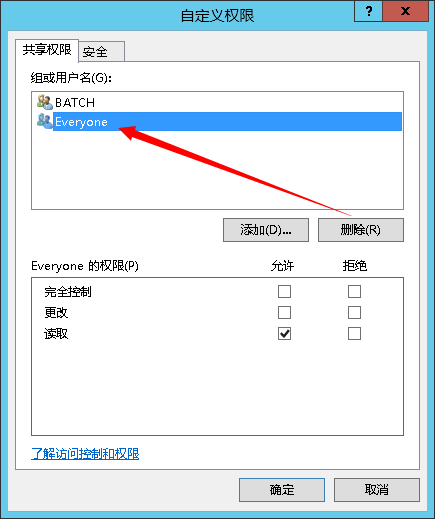 自定义权限
? x
共享权限 安全
组或用户名(G):
BATCH
Everyone
添加(D)... 删除(R)
Everyone 的权限(P) 允许 拒绝
完全控制
更改
读取
了解访问控制和权限
确定 取消